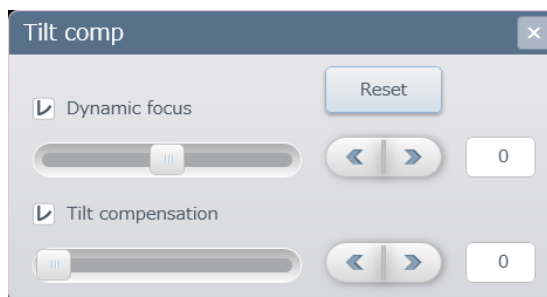 Tilt comp
Reset
Dynamic focus
0
Tilt compensation
0